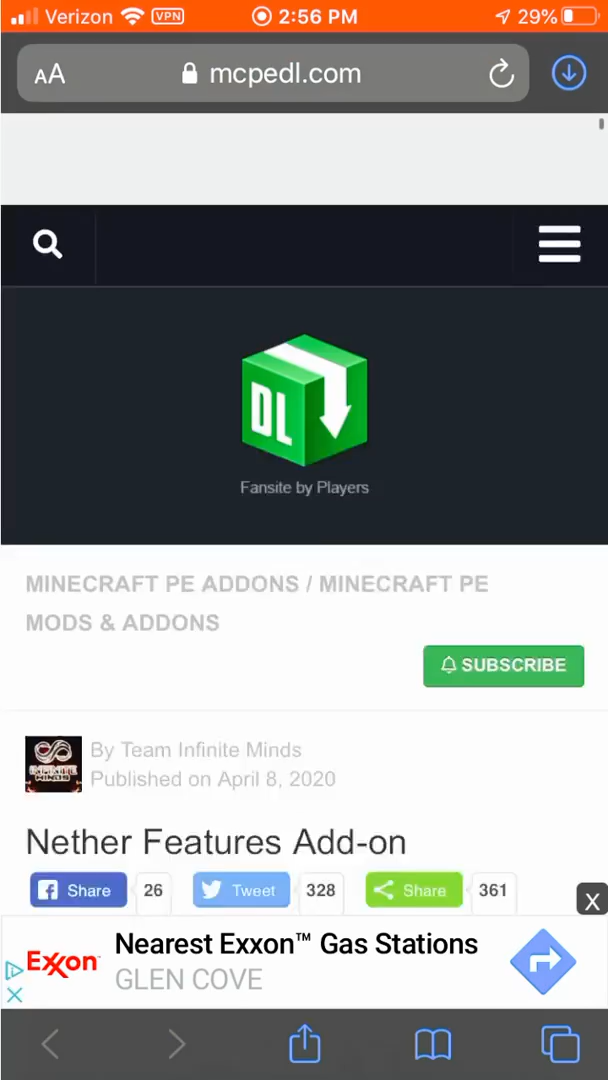 Verizon VPN 2:56 PM 29%
AA mcpedl.com
DL
Fansite by Players
MINECRAFT PE ADDONS / MINECRAFT PE
MODS & ADDONS
SUBSCRIBE
INFINITE
MINDS
By Team Infinite Minds
Published on April 8, 2020
Nether Features Add-on
f Share 26 Tweet 328 Share 361
X
Exxon Nearest Exxon™ Gas Stations
GLEN COVE